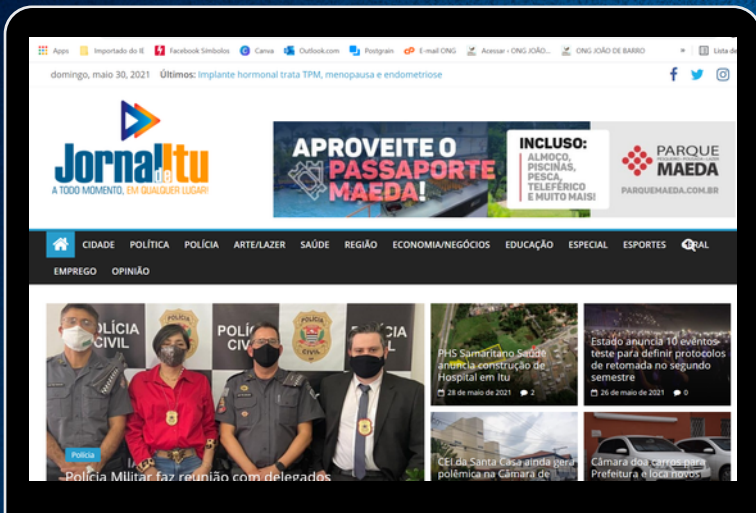 Apps Importado do IE Facebook Símbolos Canva Outlook.com Postgrain E-mail ONG Acessar ‹ ONG JOÃO... ONG JOÃO DE BARRO » Lista de
domingo, maio 30, 2021 Últimos: Implante hormonal trata TPM, menopausa e endometriose
Jornal de Itu
A TODO MOMENTO, EM QUALQUER LUGAR!
APROVEITE O
PASSAPORTE
MAEDA!
INCLUSO:
ALMOÇO,
PISCINAS,
PESCA,
TELEFÉRICO
E MUITO MAIS!
PARQUE
MAEDA
PARQUEMAEDA.COM.BR
CIDADE POLÍTICA POLÍCIA ARTE/LAZER SAÚDE REGIÃO ECONOMIA/NEGÓCIOS EDUCAÇÃO ESPECIAL ESPORTES
EMPREGO OPINIÃO
POLÍCIA
CIVIL
Polícia
Polícia Militar faz reunião com delegados
PHS Samaritano Saúde
anuncia construção de
Hospital em Itu
28 de maio de 2021 2
Estado anuncia 10 eventos-
teste para definir protocolos
de retomada no segundo
semestre
26 de maio de 2021 0
CEI da Santa Casa ainda gera
polêmica na Câmara de
Câmara doa carros para
Prefeitura e loca novos